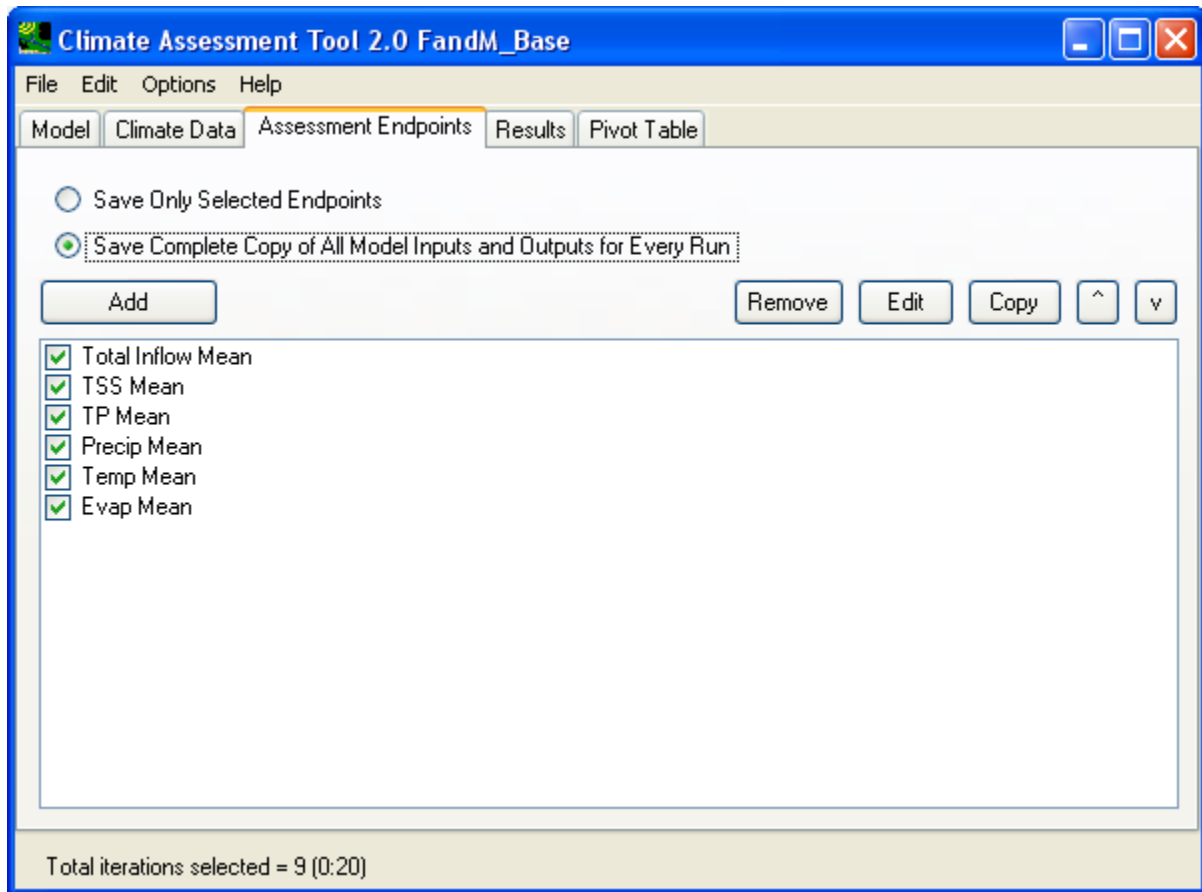 Climate Assessment Tool 2.0 FandM_Base
File Edit Options Help
Model Climate Data Assessment Endpoints Results Pivot Table
Save Only Selected Endpoints
Save Complete Copy of All Model Inputs and Outputs for Every Run
Add Remove Edit Copy ^ v
Total Inflow Mean
TSS Mean
TP Mean
Precip Mean
Temp Mean
Evap Mean
Total iterations selected = 9 (0:20)